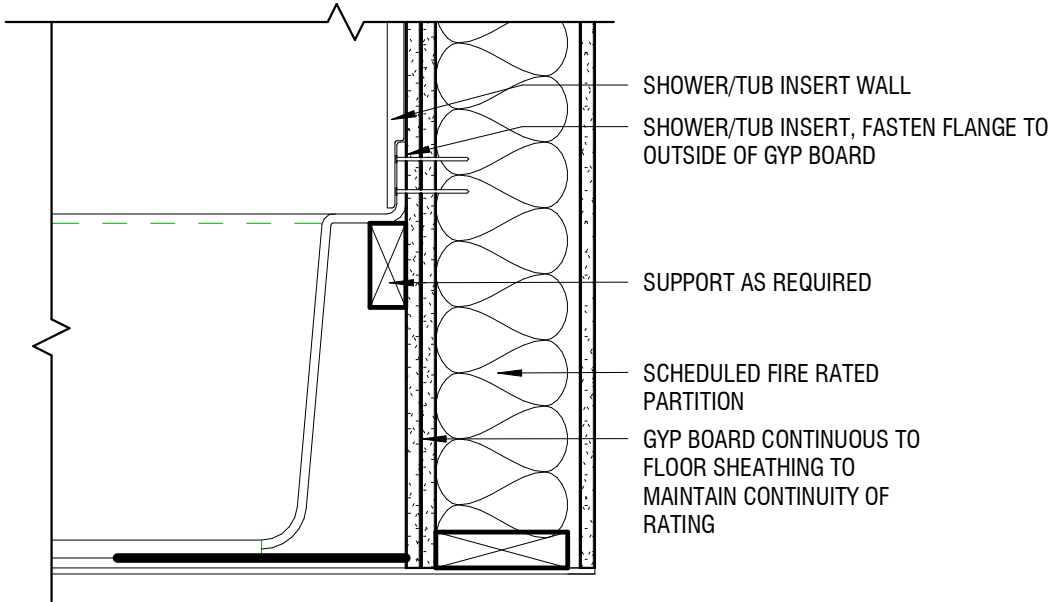 SHOWER/TUB INSERT WALL
SHOWER/TUB INSERT, FASTEN FLANGE TO
OUTSIDE OF GYP BOARD
SUPPORT AS REQUIRED
SCHEDULED FIRE RATED
PARTITION
GYP BOARD CONTINUOUS TO
FLOOR SHEATHING TO
MAINTAIN CONTINUITY OF
RATING